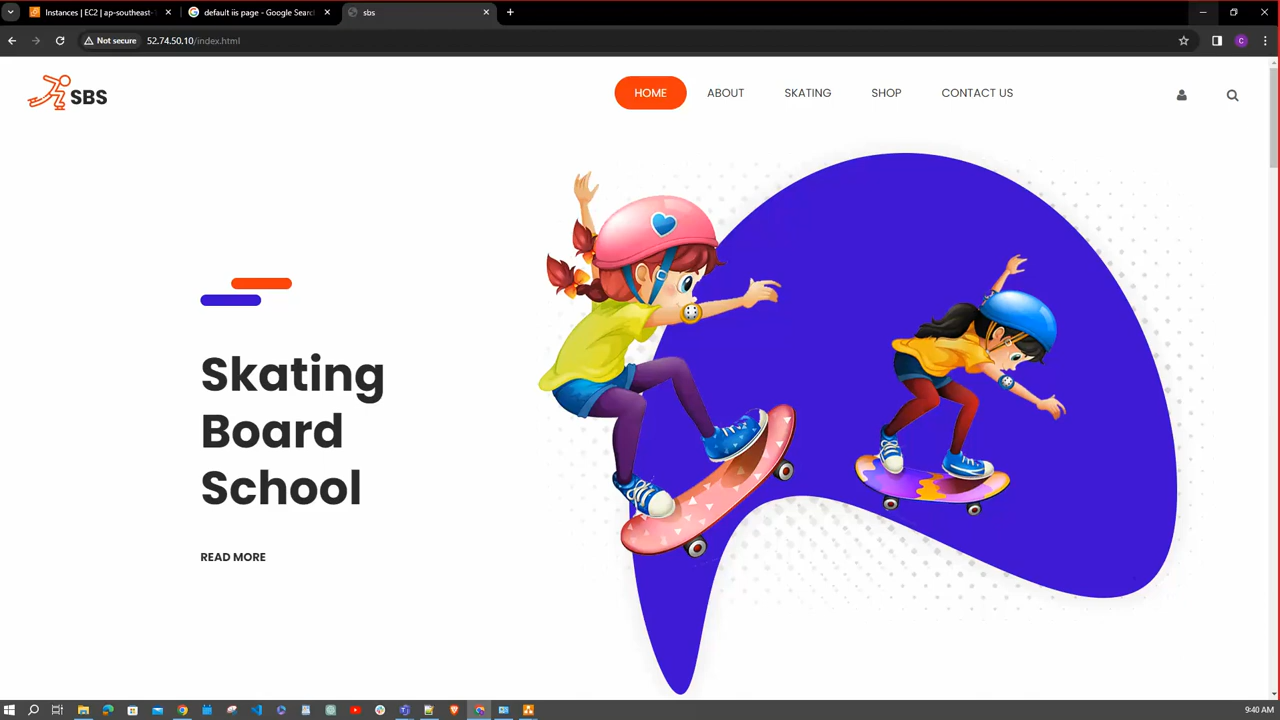 Instances | EC2 | ap-southeast-1
default iis page - Google Search
sbs
Not secure
52.74.50.10/index.html
C
SBS
HOME
ABOUT
SKATING
SHOP
CONTACT US
Skating
Board
School
READ MORE
9:40 AM